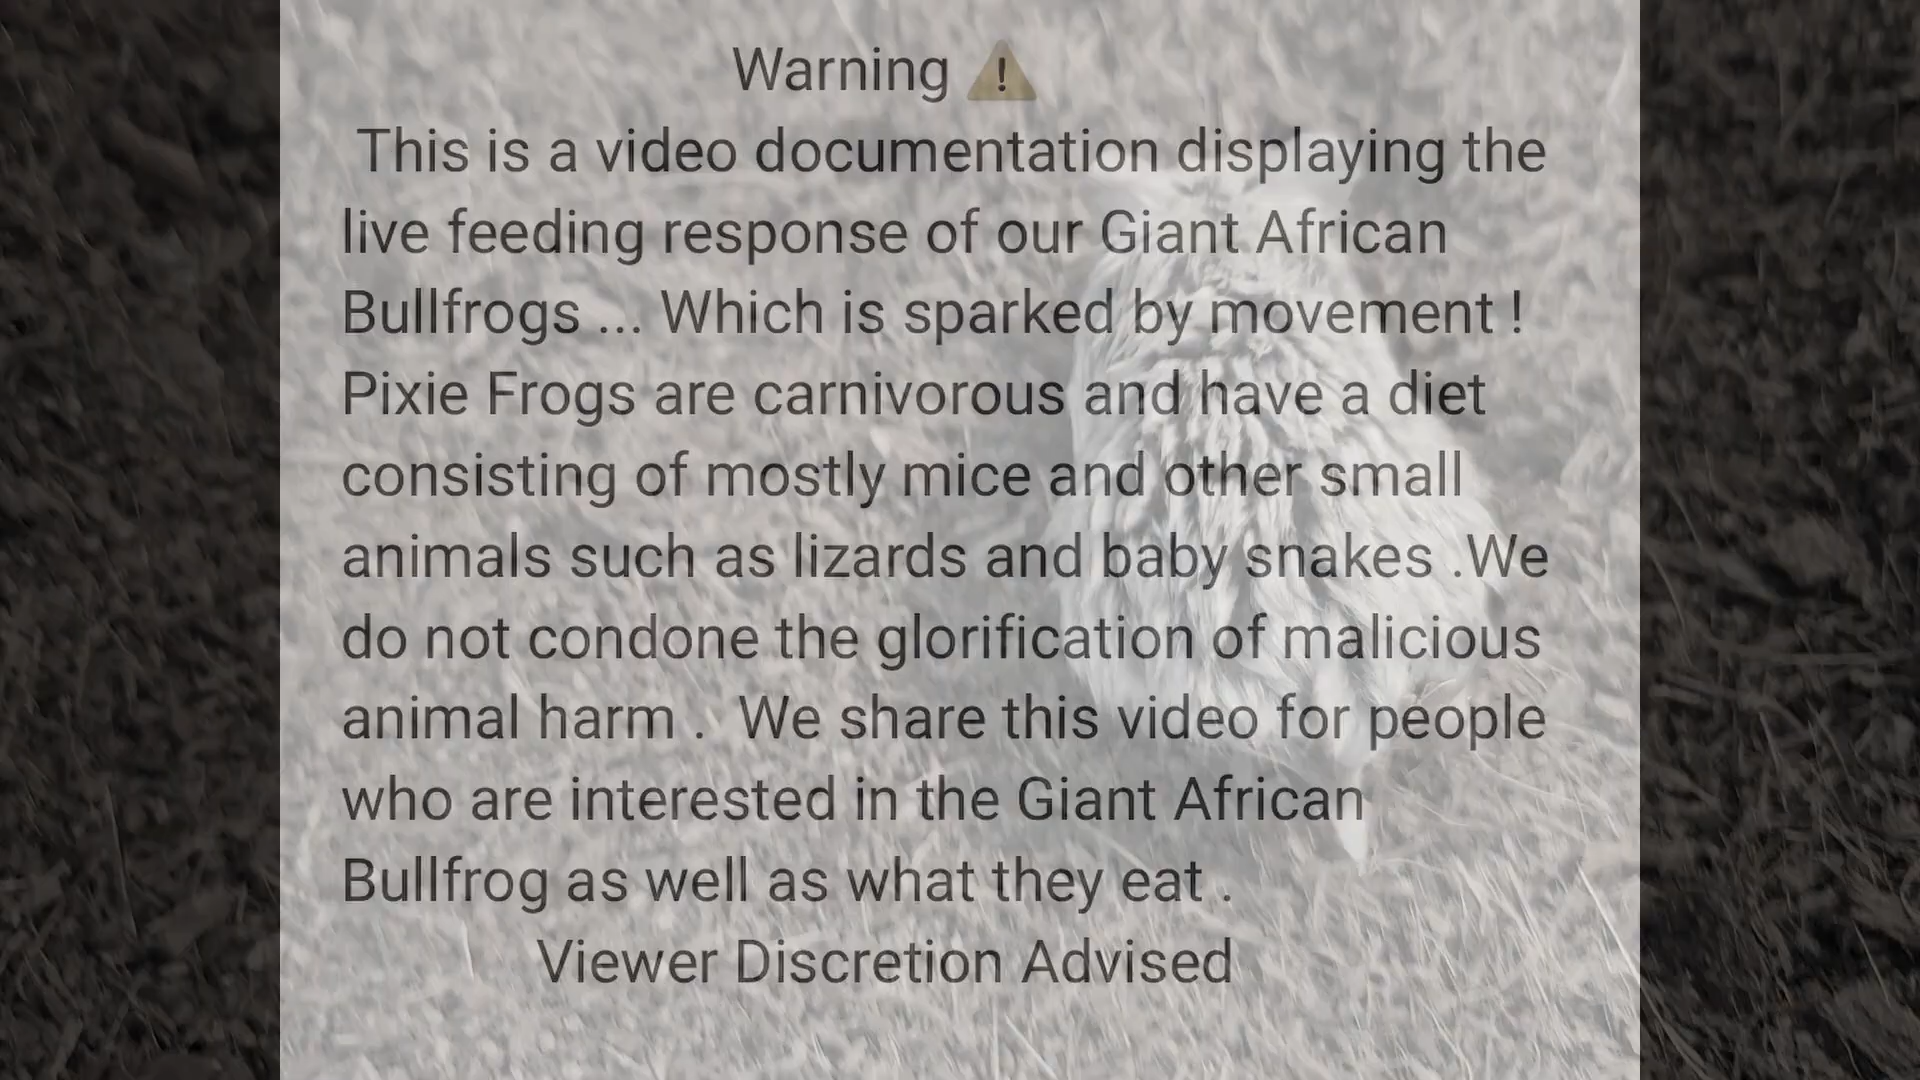 Warning ⚠
This is a video documentation displaying the
live feeding response of our Giant African
Bullfrogs ... Which is sparked by movement !
Pixie Frogs are carnivorous and have a diet
consisting of mostly mice and other small
animals such as lizards and baby snakes .We
do not condone the glorification of malicious
animal harm .  We share this video for people
who are interested in the Giant African
Bullfrog as well as what they eat .
Viewer Discretion Advised